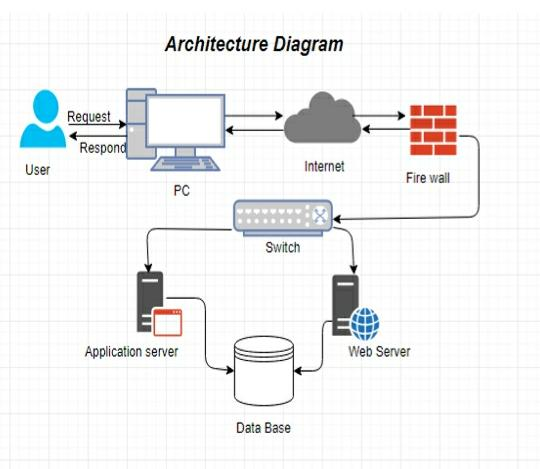 Architecture Diagram
Request
Respond
User
PC
Internet
Fire wall
Switch
Application server
Web Server
Data Base